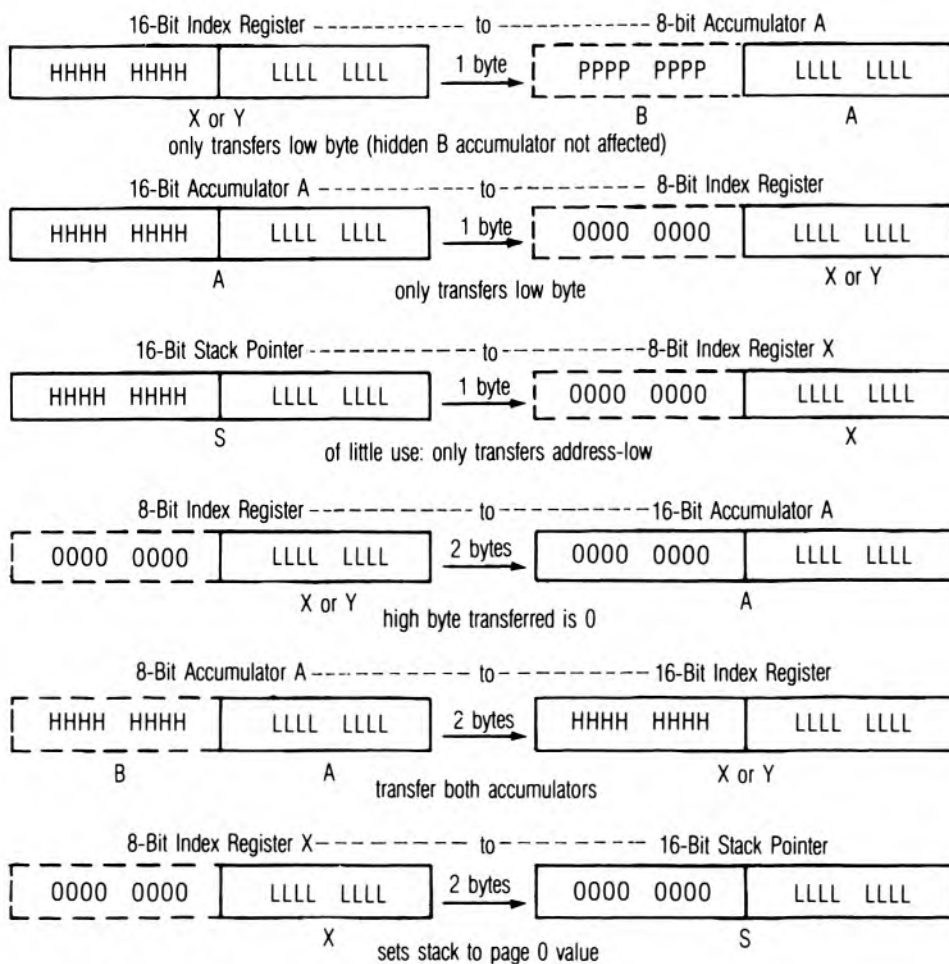 16-Bit Index Register to 8-bit Accumulator A
HHHH HHHH LLLL LLLL 1 byte PPPP PPPP LLLL LLLL
X or Y B A
only transfers low byte (hidden B accumulator not affected)
16-Bit Accumulator A to 8-Bit Index Register
HHHH HHHH LLLL LLLL 1 byte 0000 0000 LLLL LLLL
A X or Y
only transfers low byte
16-Bit Stack Pointer to 8-Bit Index Register X
HHHH HHHH LLLL LLLL 1 byte 0000 0000 LLLL LLLL
S X
of little use: only transfers address-low
8-Bit Index Register to 16-Bit Accumulator A
0000 0000 LLLL LLLL 2 bytes 0000 0000 LLLL LLLL
X or Y A
high byte transferred is 0
8-Bit Accumulator A to 16-Bit Index Register
HHHH HHHH LLLL LLLL 2 bytes HHHH HHHH LLLL LLLL
B A X or Y
transfer both accumulators
8-Bit Index Register X to 16-Bit Stack Pointer
0000 0000 LLLL LLLL 2 bytes 0000 0000 LLLL LLLL
X S
sets stack to page 0 value